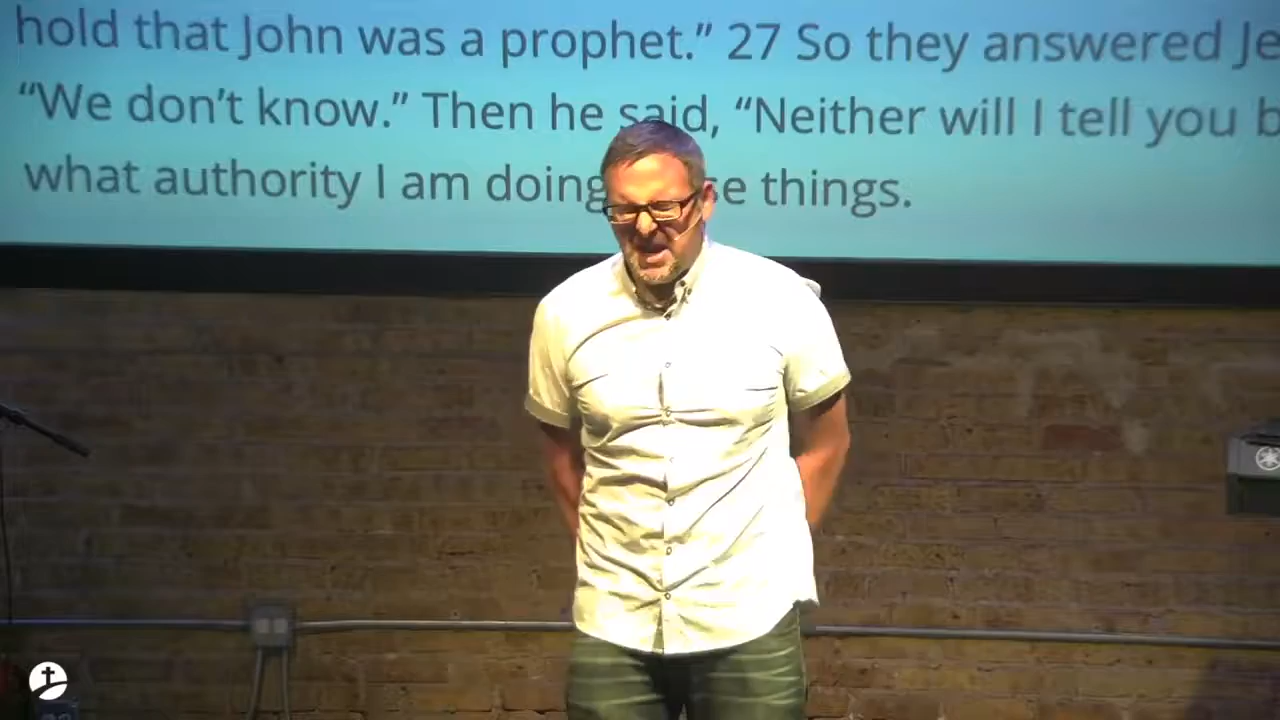 hold that John was a prophet.” 27 So they answered Je
“We don’t know.” Then he said, “Neither will I tell you b
what authority I am doing se things.